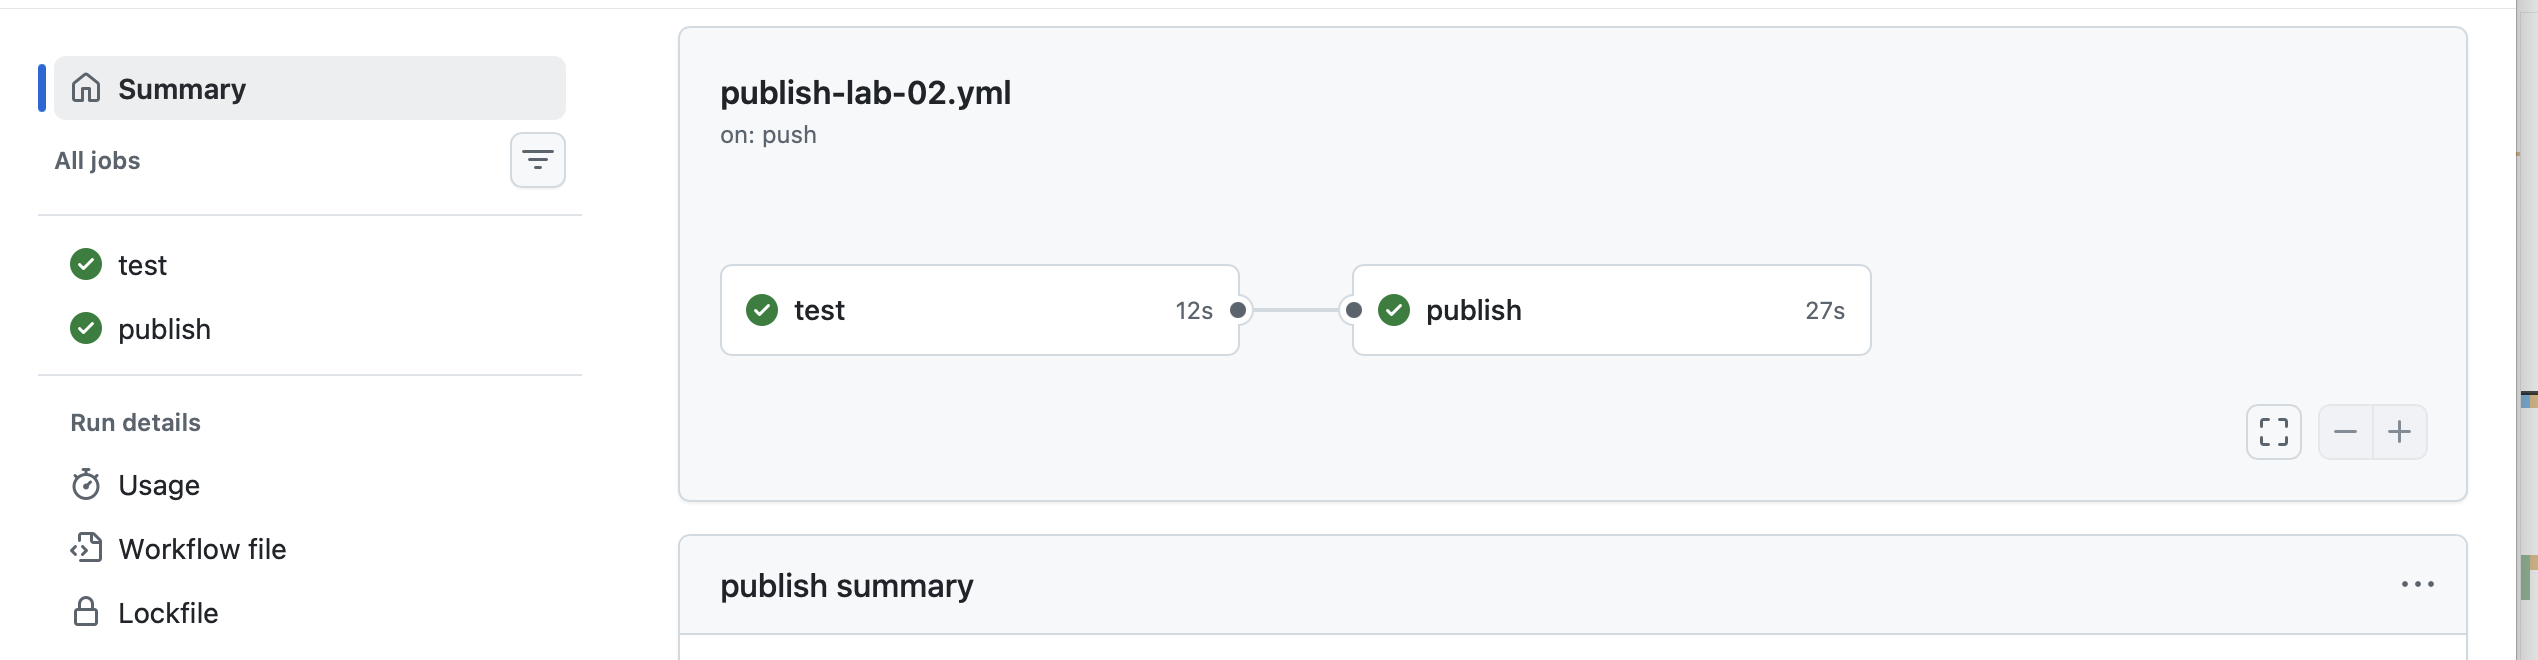 Summary
All jobs
test
publish
Run details
Usage
Workflow file
Lockfile
publish-lab-02.yml
on: push
test 12s
publish 27s
publish summary